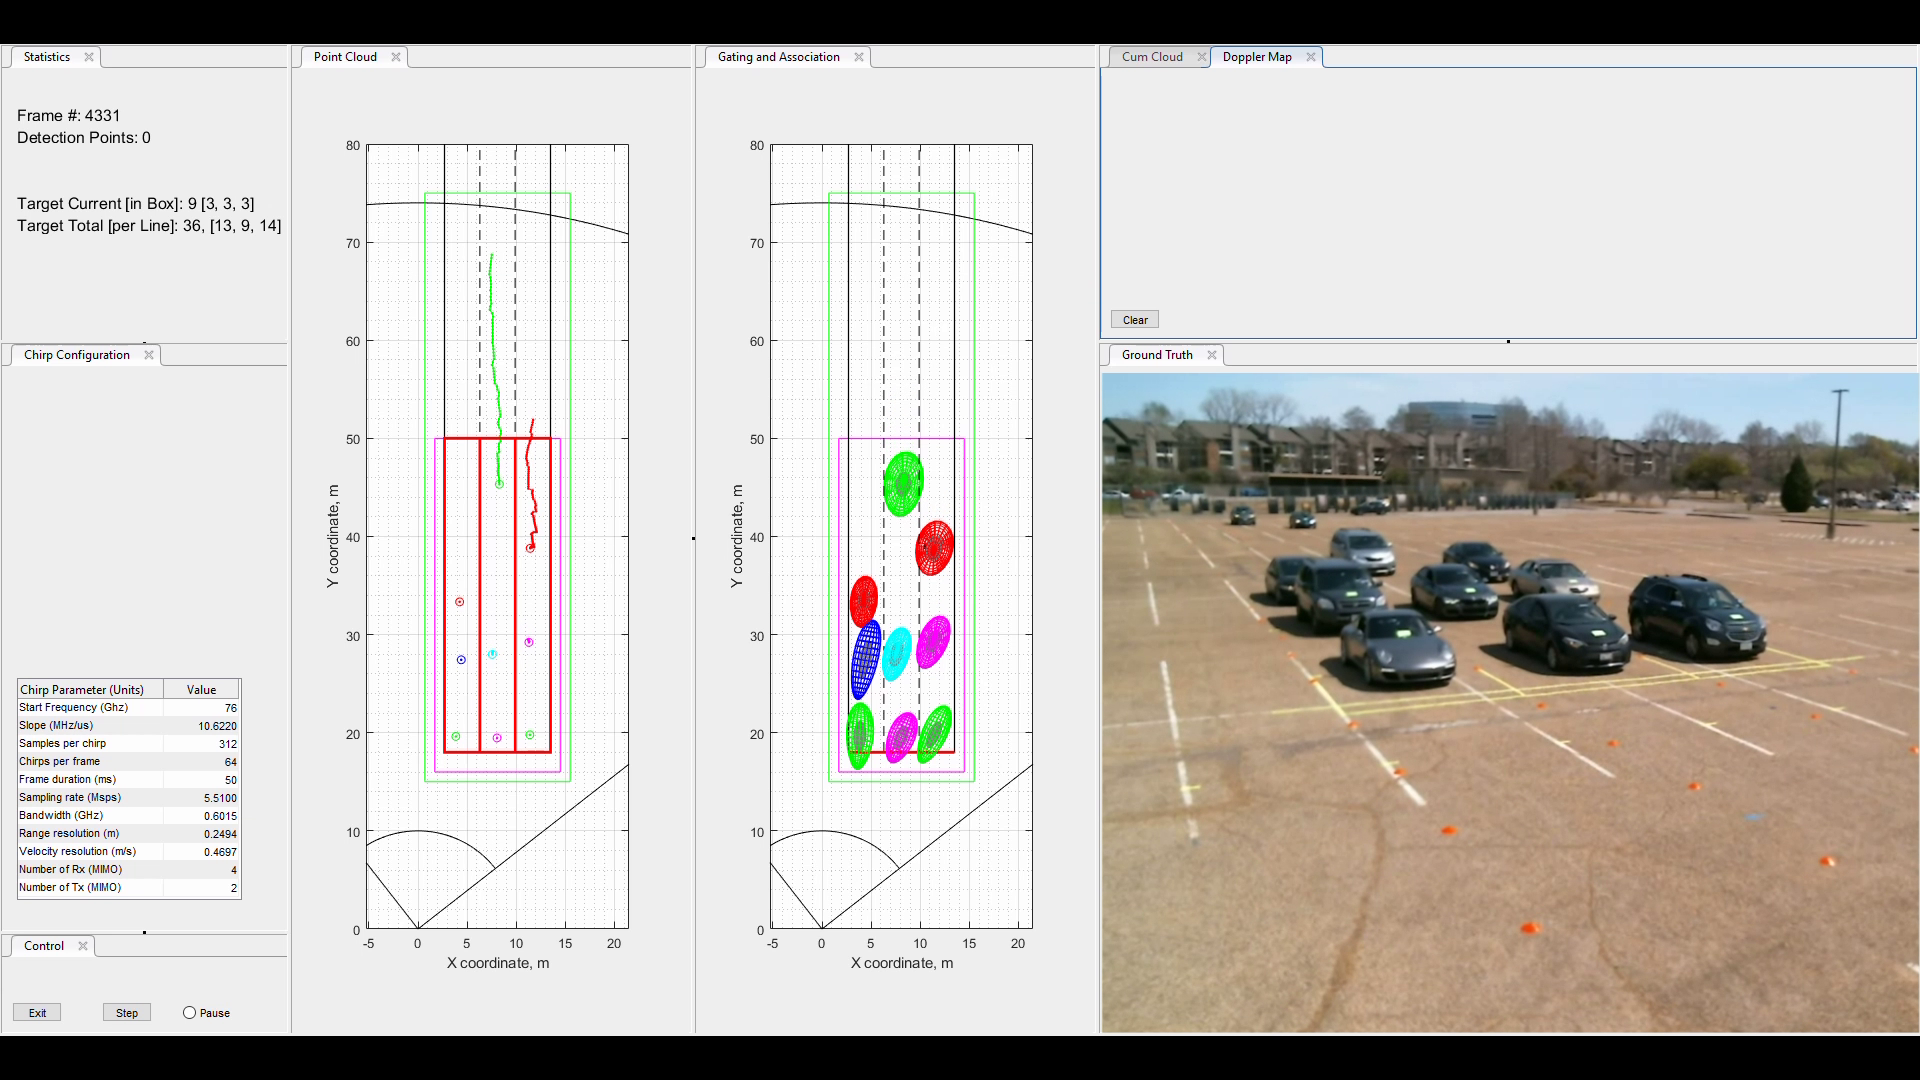 Statistics
Frame #: 4331
Detection Points: 0
Target Current [in Box]: 9 [3, 3, 3]
Target Total [per Line]: 36, [13, 9, 14]
Chirp Configuration
Chirp Parameter (Units) Value
Start Frequency (Ghz) 76
Slope (MHz/us) 10.6220
Samples per chirp 312
Chirps per frame 64
Frame duration (ms) 50
Sampling rate (Msps) 5.5100
Bandwidth (GHz) 0.6015
Range resolution (m) 0.2494
Velocity resolution (m/s) 0.4697
Number of Rx (MIMO) 4
Number of Tx (MIMO) 2
Control
Exit Step Pause
Point Cloud
80
70
60
50
40
30
20
10
0
Y coordinate, m
-5 0 5 10 15 20
X coordinate, m
Gating and Association
80
70
60
50
40
30
20
10
0
Y coordinate, m
-5 0 5 10 15 20
X coordinate, m
Cum Cloud Doppler Map
Clear
Ground Truth